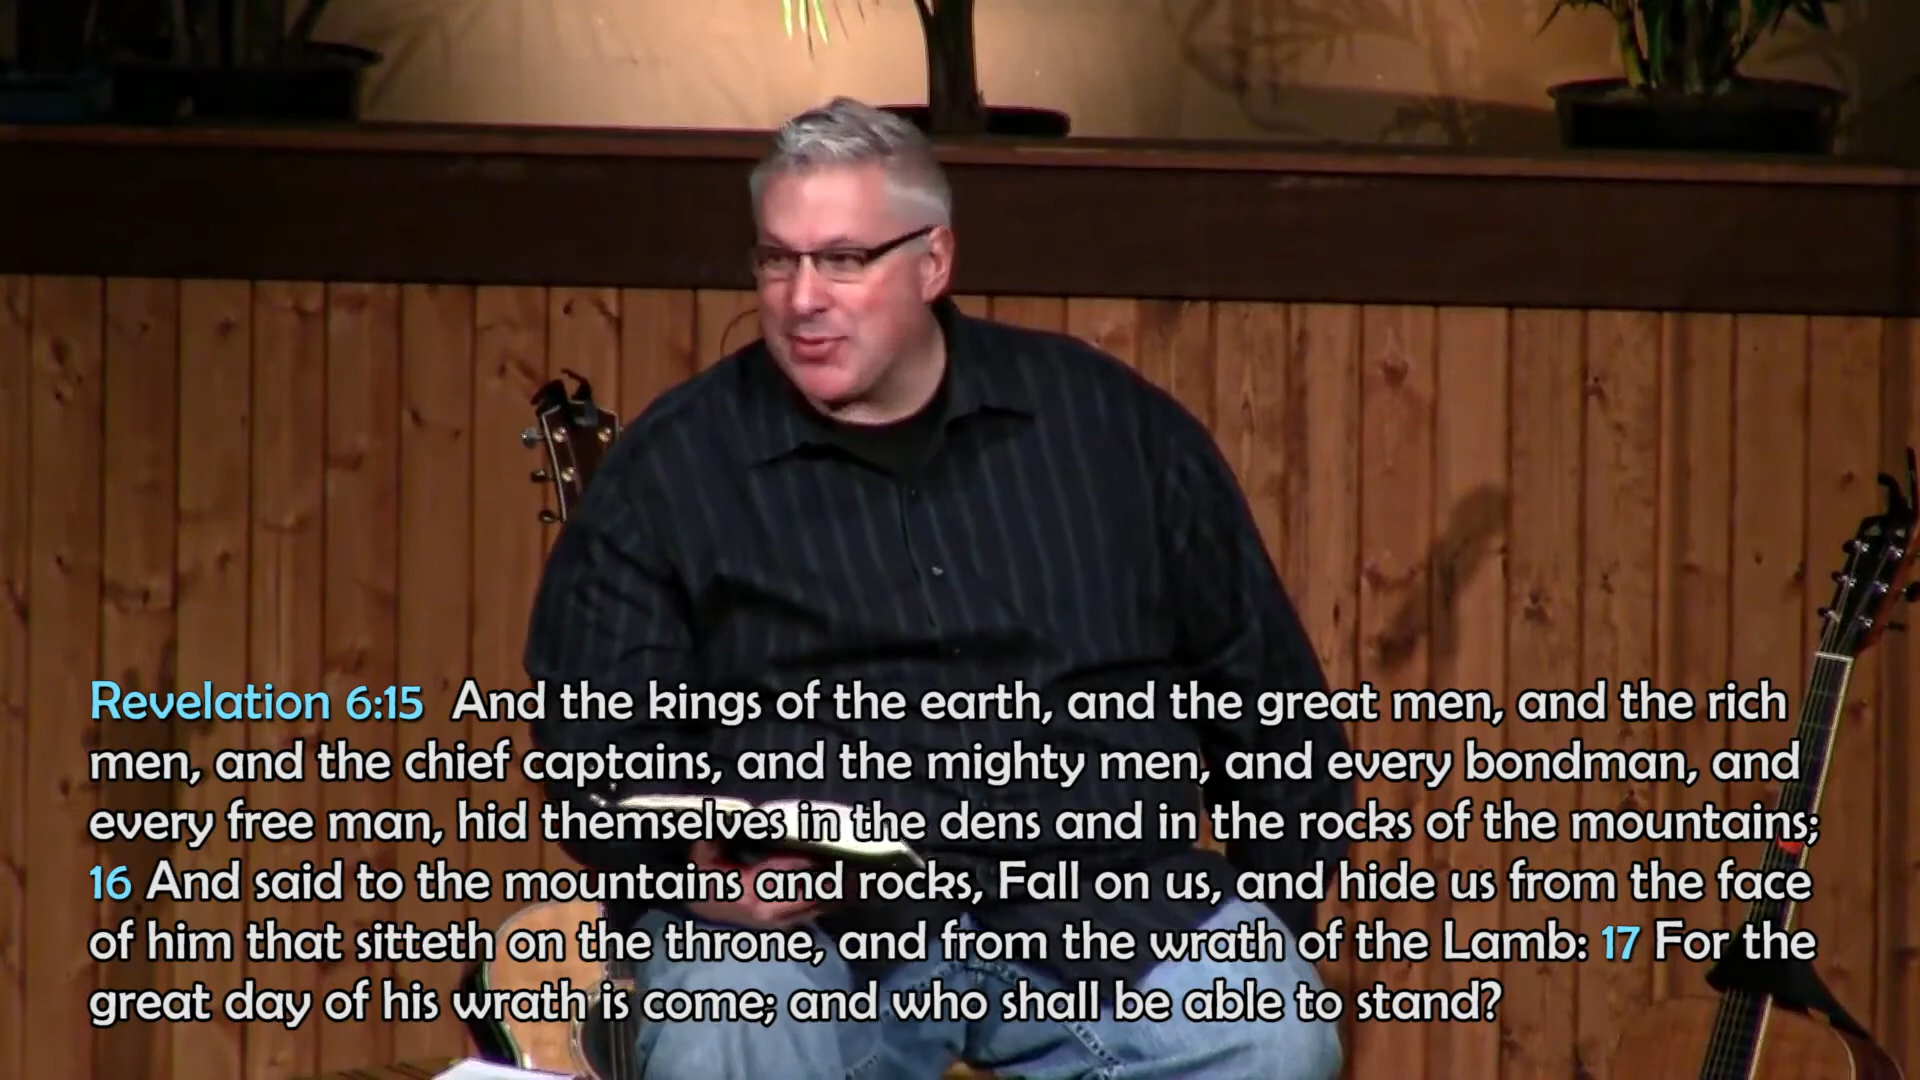 Revelation 6:15 And the kings of the earth, and the great men, and the rich
men, and the chief captains, and the mighty men, and every bondman, and
every free man, hid themselves in the dens and in the rocks of the mountains;
16 And said to the mountains and rocks, Fall on us, and hide us from the face
of him that sitteth on the throne, and from the wrath of the Lamb: 17 For the
great day of his wrath is come; and who shall be able to stand?